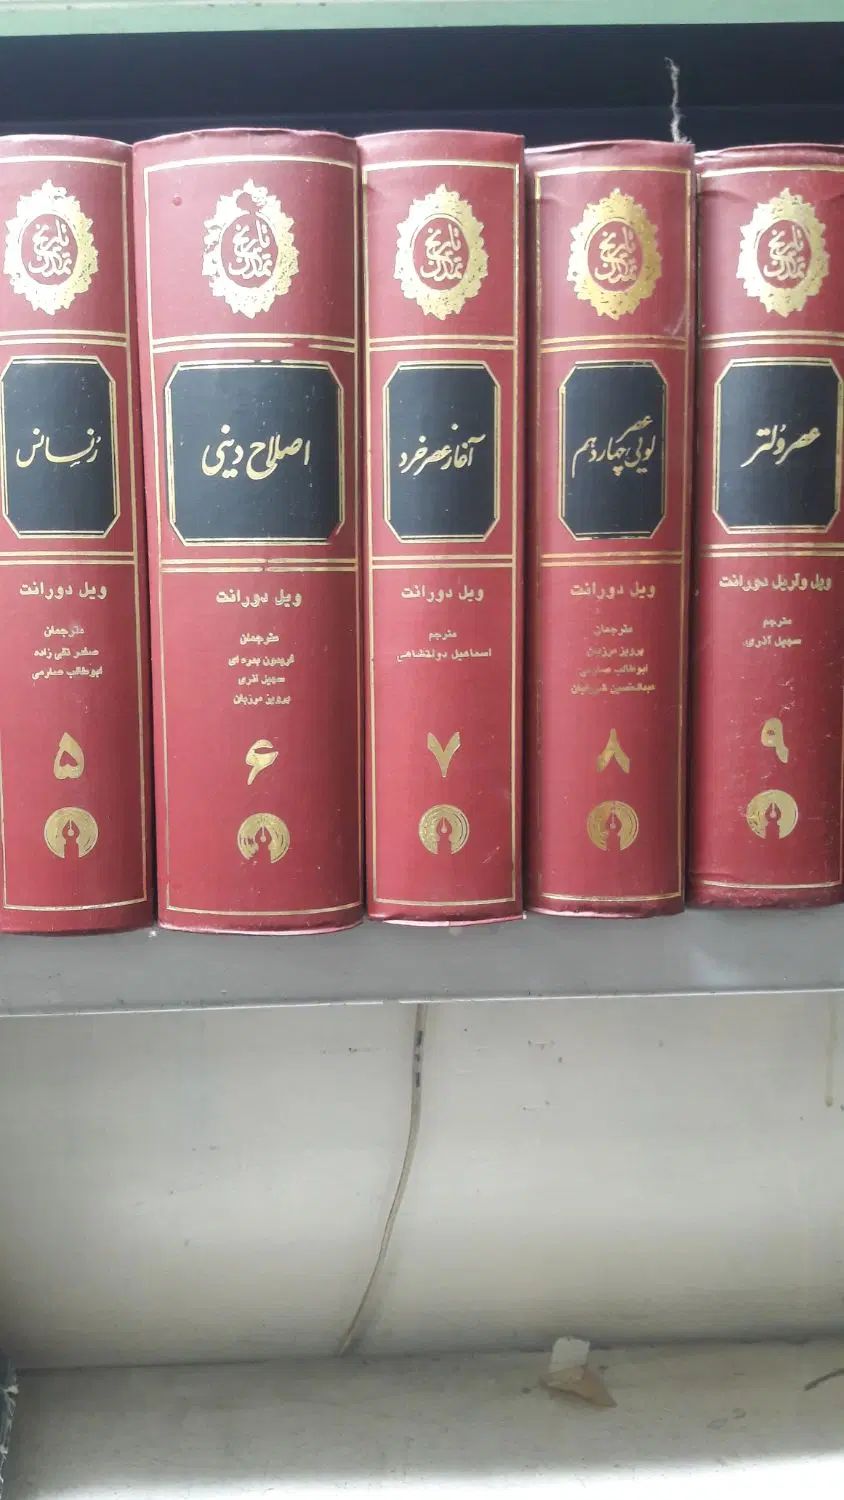 تاریخ
تمدن
رنسانس
ویل دورانت
مترجمان
صفدر تقی زاده
ابوطالب صارمی
۵
تاریخ
تمدن
اصلاح دینی
ویل دورانت
مترجمان
فریدون بدره ای
سهیل آذری
پرویز مرزبان
۶
تاریخ
تمدن
آغاز عصر خرد
ویل دورانت
مترجم
اسماعیل دولتشاهی
۷
تاریخ
تمدن
عصر
لویی چهاردهم
ویل دورانت
مترجمان
پرویز مرزبان
ابوطالب صارمی
عبدالحسین شریفیان
۸
تاریخ
تمدن
عصر ولتر
ویل و آریل دورانت
مترجم
سهیل آذری
۹